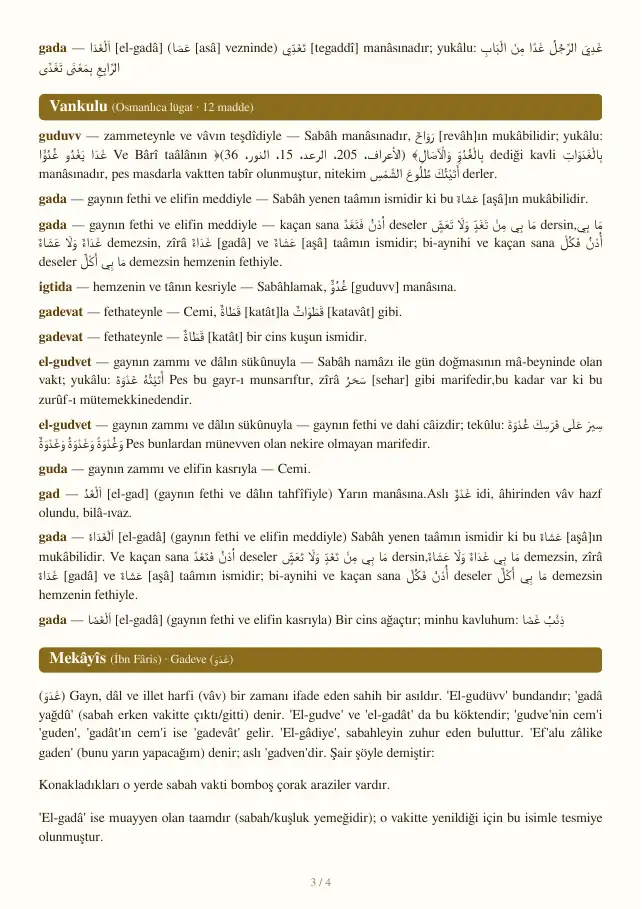 gada — اَلْغَدَا [el-gadâ] (عَصَا [asâ] vezninde) تَغَدِّي [tegaddî] manâsınadır; yukâlu: غَدِيَ الرَّجُلُ غَدًا مِنَ الْبَابِ
الرَّابِعِ بِمَعْنَى تَغَدَّى
Vankulu (Osmanlıca lügat · 12 madde)
guduvv — zammeteynle ve vâvın teşdîdiyle — Sabâh manâsınadır, رَوَاحٌ [revâh]ın mukâbilidir; yukâlu:
غَدَا يَغْدُو غُدُوًّا Ve Bârî taâlânın ﴿بِالْغُدُوِّ وَالْآصَالِ﴾ (الأعراف، 205، الرعد، 15، النور، 36) dediği kavli بِالْغَدَوَاتِ
manâsınadır, pes masdarla vaktten tabîr olunmuştur, nitekim أَتَيْتُكَ طُلُوعَ الشَّمْسِ derler.
gada — gaynın fethi ve elifin meddiyle — Sabâh yenen taâmın ismidir ki bu عَشَاءٌ [aşâ]ın mukâbilidir.
gada — gaynın fethi ve elifin meddiyle — kaçan sana أُدْنُ فَتَغَدَّ deseler مَا بِي مِنْ تَغَدٍّ وَلَا تَعَشٍّ dersin,مَا بِي
غَدَاءٌ وَلَا عَشَاءٌ demezsin, zîrâ غَدَاءٌ [gadâ] ve عَشَاءٌ [aşâ] taâmın ismidir; bi-aynihi ve kaçan sana أُدْنُ فَكُلْ
deseler مَا بِي أَكْلٌ demezsin hemzenin fethiyle.
igtida — hemzenin ve tânın kesriyle — Sabâhlamak, غُدُوٌّ [guduvv] manâsına.
gadevat — fethateynle — Cemi, قَطَاةٌ [katât]la قَطَوَاتٌ [katavât] gibi.
gadevat — fethateynle — قَطَاةٌ [katât] bir cins kuşun ismidir.
el-gudvet — gaynın zammı ve dâlın sükûnuyla — Sabâh namâzı ile gün doğmasının mâ-beyninde olan
vakt; yukâlu: أَتَيْتُهُ غُدْوَةَ Pes bu gayr-ı munsarıftır, zîrâ سَحَرُ [sehar] gibi marifedir,bu kadar var ki bu
zurûf-ı mütemekkinedendir.
el-gudvet — gaynın zammı ve dâlın sükûnuyla — gaynın fethi ve dahi câizdir; tekûlu: سِيرَ عَلَى فَرَسِكَ غُدْوَةَ
وَغُدْوَةً وَغُدْوَةُ وَغُدْوَةٌ Pes bunlardan münevven olan nekire olmayan marifedir.
guda — gaynın zammı ve elifin kasrıyla — Cemi.
gad — اَلْغَدُ [el-gad] (gaynın fethi ve dâlın tahfîfiyle) Yarın manâsına.Aslı غَدْوٌ idi, âhirinden vâv hazf
olundu, bilâ-ıvaz.
gada — اَلْغَدَاءُ [el-gadâ] (gaynın fethi ve elifin meddiyle) Sabâh yenen taâmın ismidir ki bu عَشَاءٌ [aşâ]ın
mukâbilidir. Ve kaçan sana أُدْنُ فَتَغَدَّ deseler مَا بِي مِنْ تَغَدٍّ وَلَا تَعَشٍّ dersin,مَا بِي غَدَاءٌ وَلَا عَشَاءٌ demezsin, zîrâ
غَدَاءٌ [gadâ] ve عَشَاءٌ [aşâ] taâmın ismidir; bi-aynihi ve kaçan sana أُدْنُ فَكُلْ deseler مَا بِي أَكْلٌ demezsin
hemzenin fethiyle.
gada — اَلْغَضَا [el-gadâ] (gaynın fethi ve elifin kasrıyla) Bir cins ağaçtır; minhu kavluhum: ذِئْبُ غَضًا
Mekâyîs (İbn Fâris) · Gadeve (غَدَوَ)
(غَدَوَ) Gayn, dâl ve illet harfi (vâv) bir zamanı ifade eden sahih bir asıldır. 'El-gudüvv' bundandır; 'gadâ
yağdû' (sabah erken vakitte çıktı/gitti) denir. 'El-gudve' ve 'el-gadât' da bu köktendir; 'gudve'nin cem'i
'guden', 'gadât'ın cem'i ise 'gadevât' gelir. 'El-gâdiye', sabahleyin zuhur eden buluttur. 'Ef'alu zâlike
gaden' (bunu yarın yapacağım) denir; aslı 'gadven'dir. Şair şöyle demiştir:
Konakladıkları o yerde sabah vakti bomboş çorak araziler vardır.
'El-gadâ' ise muayyen olan taamdır (sabah/kuşluk yemeğidir); o vakitte yenildiği için bu isimle tesmiye
olunmuştur.
3 / 4